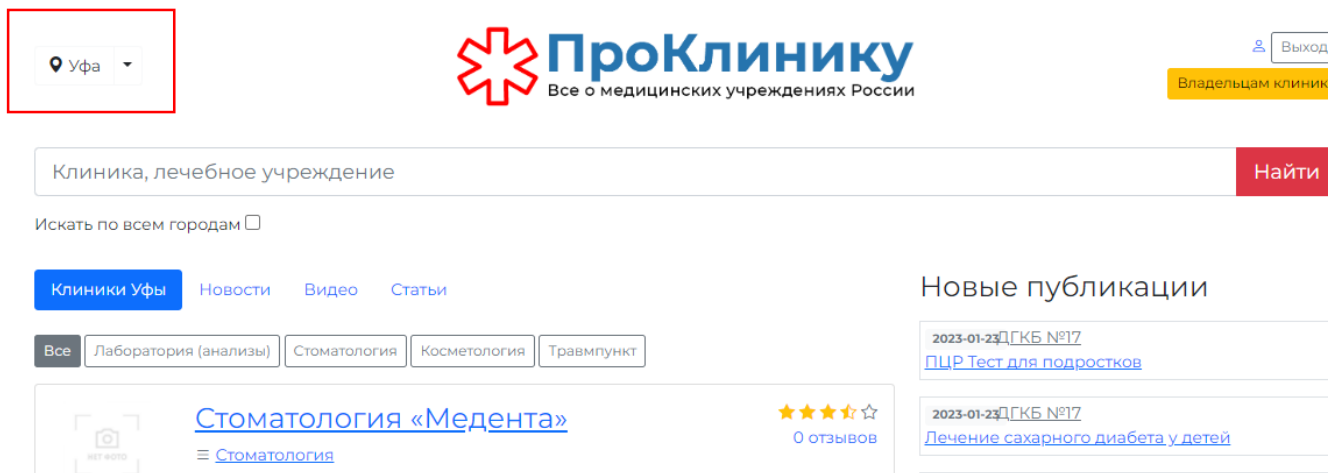 Уфа
ПроКлинику
Все о медицинских учреждениях России
Выход
Владельцам клиник
Клиника, лечебное учреждение
Найти
Искать по всем городам
Клиники Уфы Новости Видео Статьи
Все Лаборатория (анализы) Стоматология Косметология Травмпункт
НЕТ ФОТО
Стоматология «Медента»
0 отзывов
Стоматология
Новые публикации
2023-01-23 ДГКБ №17
ПЦР Тест для подростков
2023-01-23 ДГКБ №17
Лечение сахарного диабета у детей